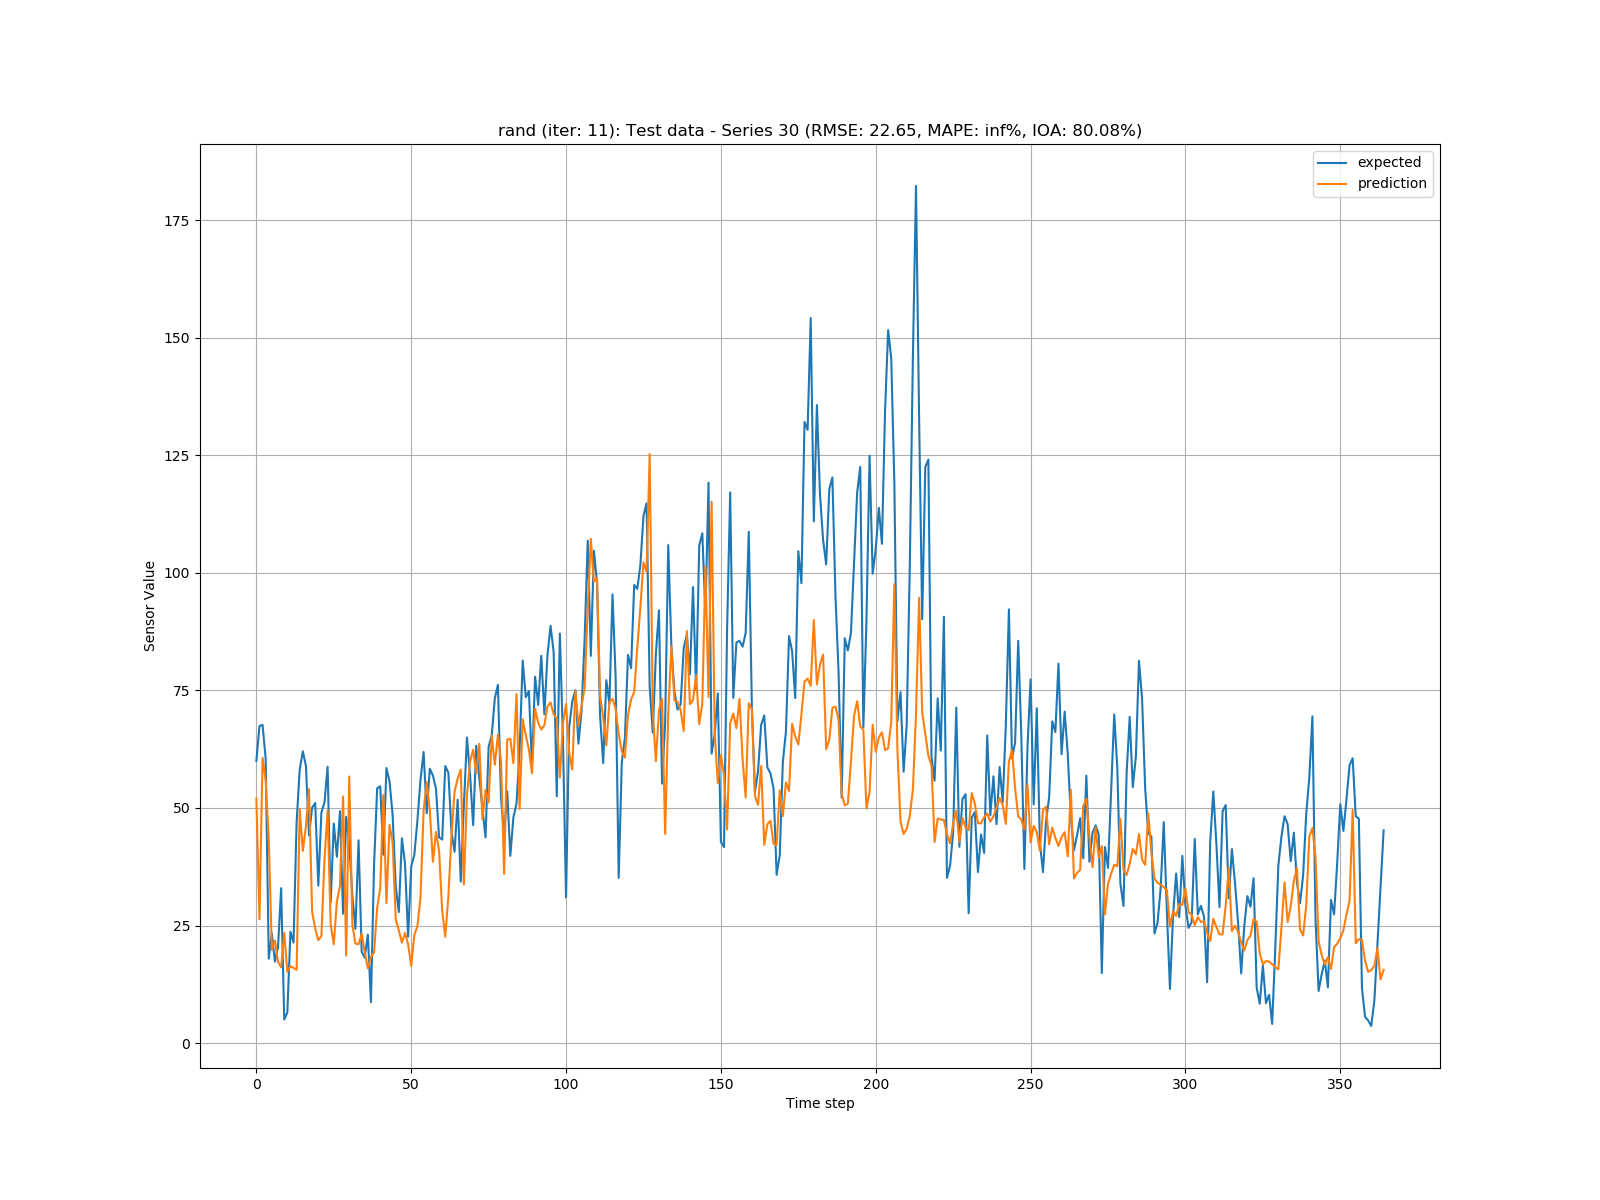 rand (iter: 11): Test data - Series 30 (RMSE: 22.65, MAPE: inf%, IOA: 80.08%)
expected
prediction
175
150
125
100
75
50
25
0
Sensor Value
0 50 100 150 200 250 300 350
Time step